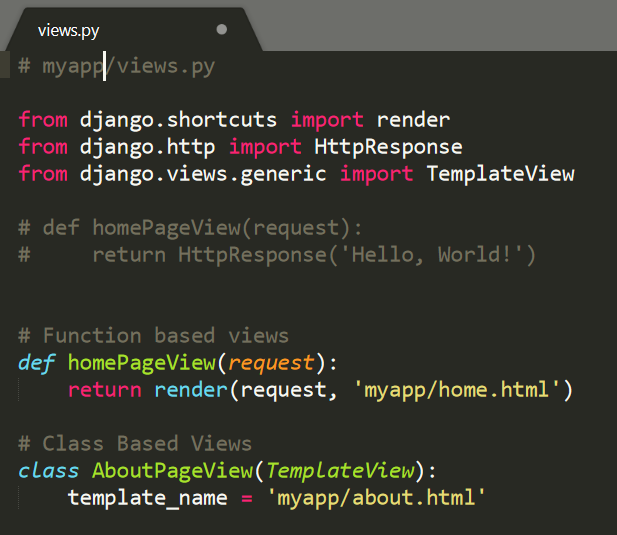 views.py
# myapp/views.py
from django.shortcuts import render
from django.http import HttpResponse
from django.views.generic import TemplateView
# def homePageView(request):
#     return HttpResponse('Hello, World!')
# Function based views
def homePageView(request):
    return render(request, 'myapp/home.html')
# Class Based Views
class AboutPageView(TemplateView):
    template_name = 'myapp/about.html'